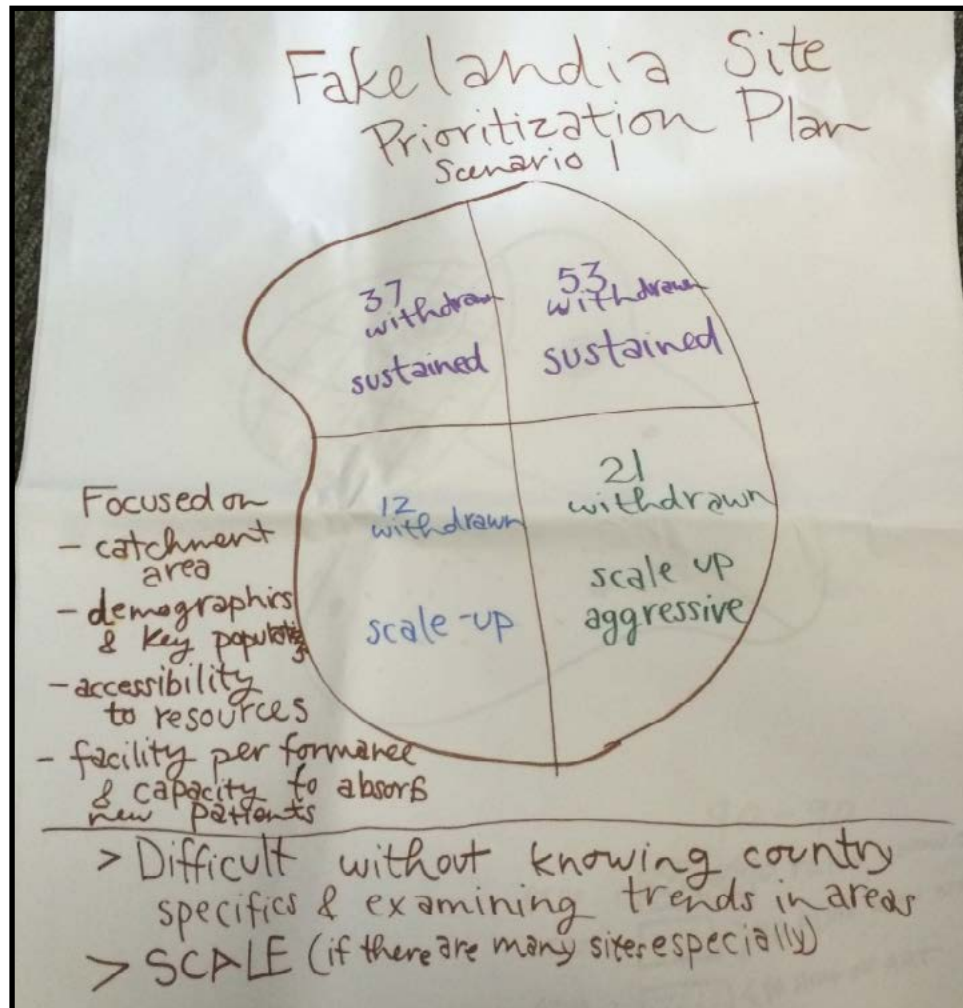 Fakelandia Site
Prioritization Plan
Scenario 1
37
withdrawn
sustained
53
withdrawn
sustained
12
withdrawn
scale-up
21
withdrawn
scale up
aggressive
Focused on
- catchment
area
- demographics
& key
- accessibility
to resources
- facility performance
& capacity to absorb
new patients
> Difficult without knowing country
specifics & examining trends in areas
> SCALE (if there are many sites especially)